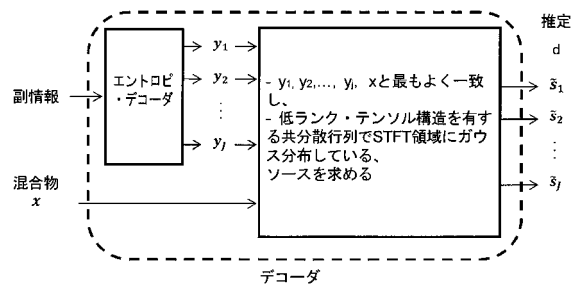 推定
d
副情報
エントロピ
・デコーダ
y₁
y₂
⋮
yⱼ
- y₁, y₂,…, yⱼ, xと最もよく一致
し、
- 低ランク・テンソル構造を有す
る共分散行列でSTFT領域にガウ
ス分布している、
ソースを求める
s̃₁
s̃₂
⋮
s̃ⱼ
混合物
x
デコーダ